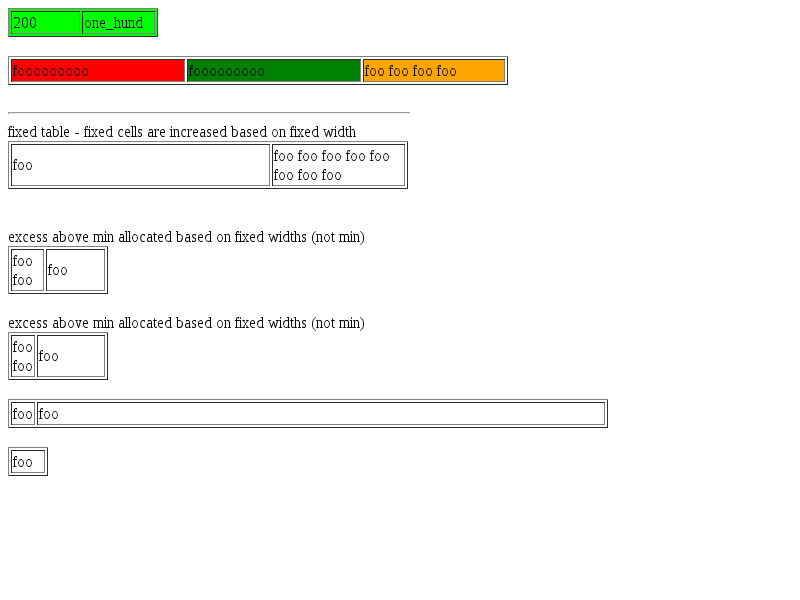 200 one_hund
fooooooooo fooooooooo foo foo foo foo
fixed table - fixed cells are increased based on fixed width
foo foo foo foo foo foo
foo foo foo
excess above min allocated based on fixed widths (not min)
foo
foo foo
excess above min allocated based on fixed widths (not min)
foo
foo foo
foo foo
foo